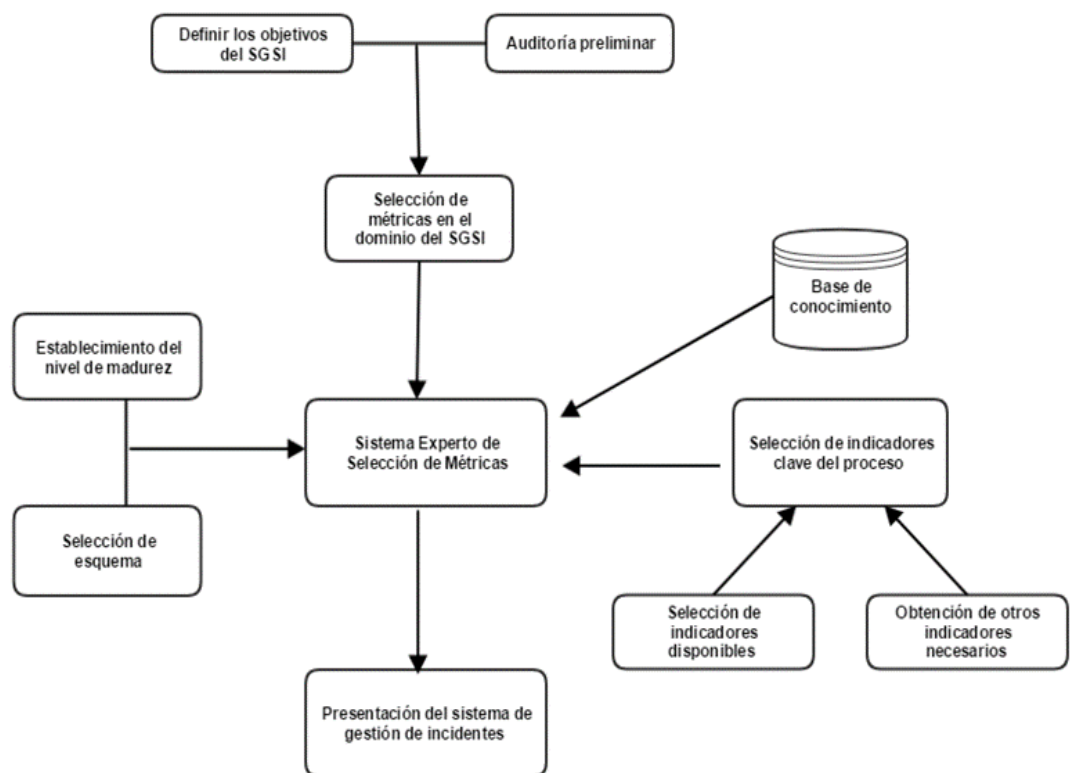 Definir los objetivos
del SGSI
Auditoría preliminar
Selección de
métricas en el
dominio del SGSI
Base de
conocimiento
Establecimiento del
nivel de madurez
Sistema Experto de
Selección de Métricas
Selección de indicadores
clave del proceso
Selección de
esquema
Selección de
indicadores
disponibles
Obtención de otros
indicadores
necesarios
Presentación del sistema de
gestión de incidentes